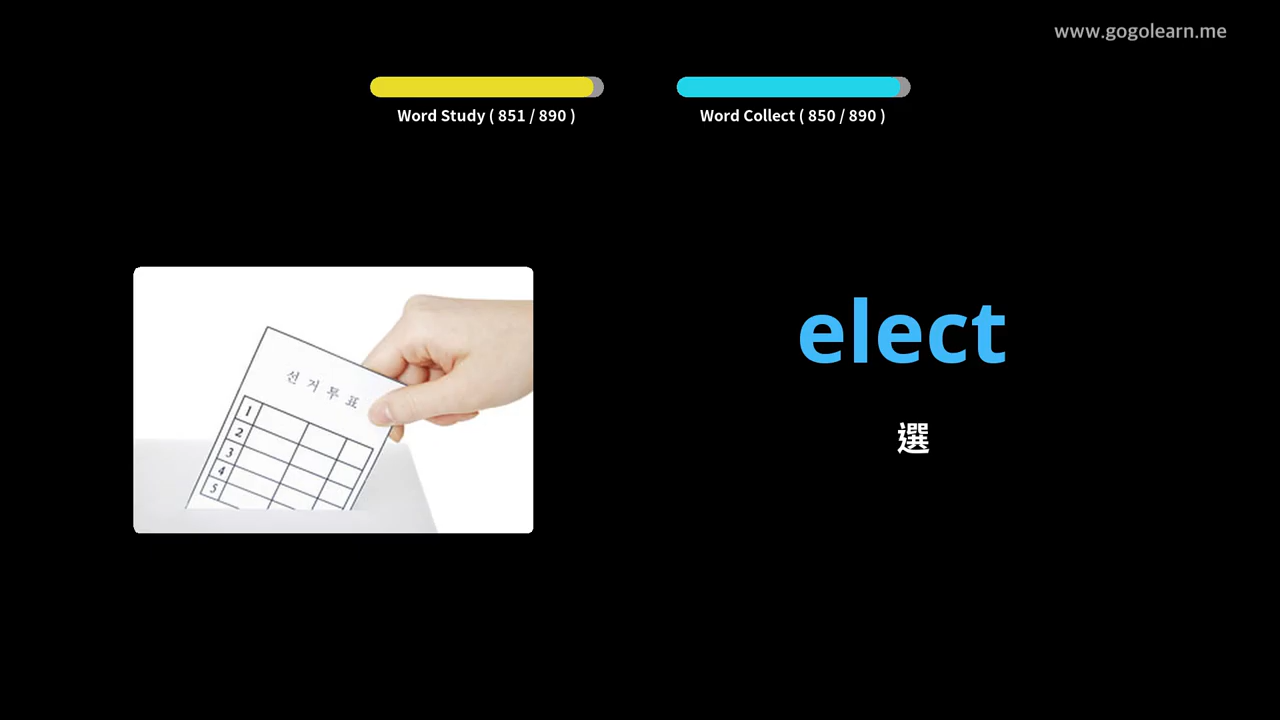 www.gogolearn.me
Word Study ( 851 / 890 )
Word Collect ( 850 / 890 )
선 거 투 표
1
2
3
4
5
elect
選